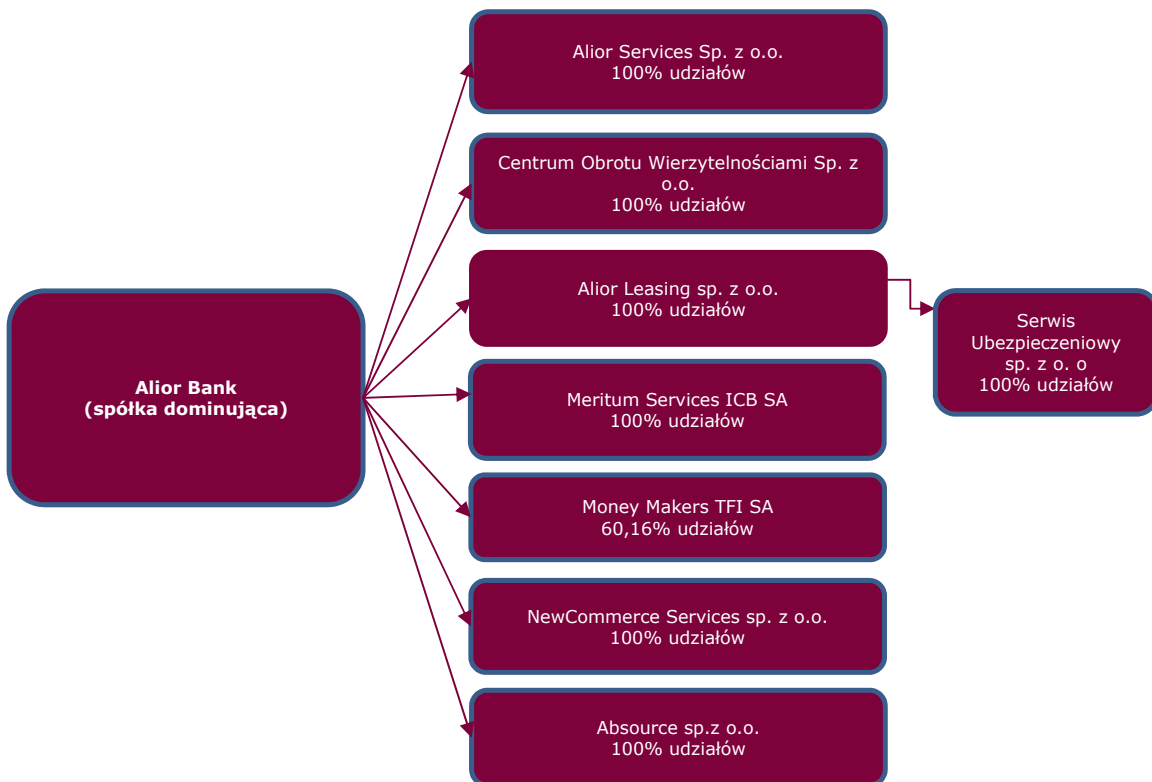 Alior Services Sp. z o.o.
100% udziałów
Centrum Obrotu Wierzytelnościami Sp. z
o.o.
100% udziałów
Alior Leasing sp. z o.o.
100% udziałów
Serwis
Ubezpieczeniowy
sp. z o. o
100% udziałów
Alior Bank
(spółka dominująca)
Meritum Services ICB SA
100% udziałów
Money Makers TFI SA
60,16% udziałów
NewCommerce Services sp. z o.o.
100% udziałów
Absource sp.z o.o.
100% udziałów